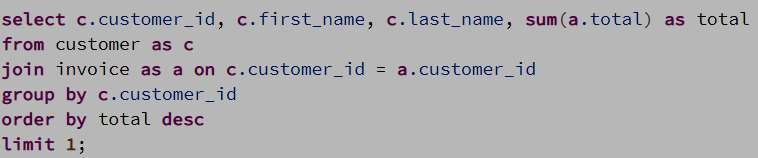 select c.customer_id, c.first_name, c.last_name, sum(a.total) as total
from customer as c
join invoice as a on c.customer_id = a.customer_id
group by c.customer_id
order by total desc
limit 1;